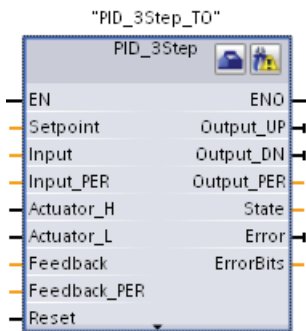 "PID_3Step_TO"
PID_3Step
EN ENO
Setpoint Output_UP
Input Output_DN
Input_PER Output_PER
Actuator_H State
Actuator_L Error
Feedback ErrorBits
Feedback_PER
Reset